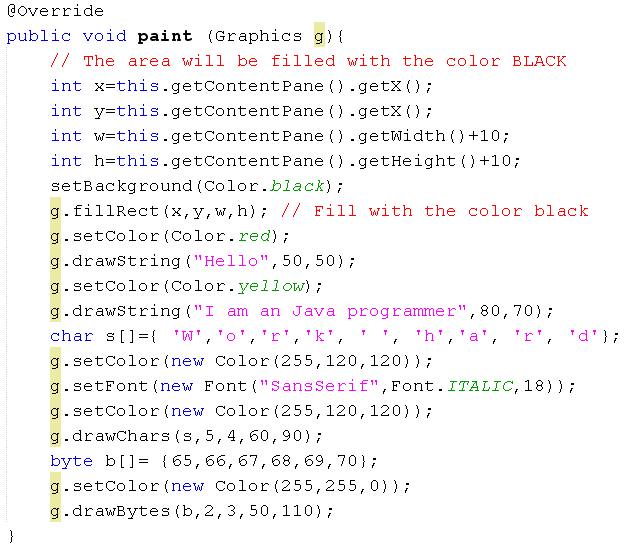 @Override
public void paint (Graphics g){
// The area will be filled with the color BLACK
int x=this.getContentPane().getX();
int y=this.getContentPane().getX();
int w=this.getContentPane().getWidth()+10;
int h=this.getContentPane().getHeight()+10;
setBackground(Color.black);
g.fillRect(x,y,w,h); // Fill with the color black
g.setColor(Color.red);
g.drawString("Hello",50,50);
g.setColor(Color.yellow);
g.drawString("I am an Java programmer",80,70);
char s[]={ 'W','o','r','k', ' ', 'h','a', 'r', 'd'};
g.setColor(new Color(255,120,120));
g.setFont(new Font("SansSerif",Font.ITALIC,18));
g.setColor(new Color(255,120,120));
g.drawChars(s,5,4,60,90);
byte b[]= {65,66,67,68,69,70};
g.setColor(new Color(255,255,0));
g.drawBytes(b,2,3,50,110);
}